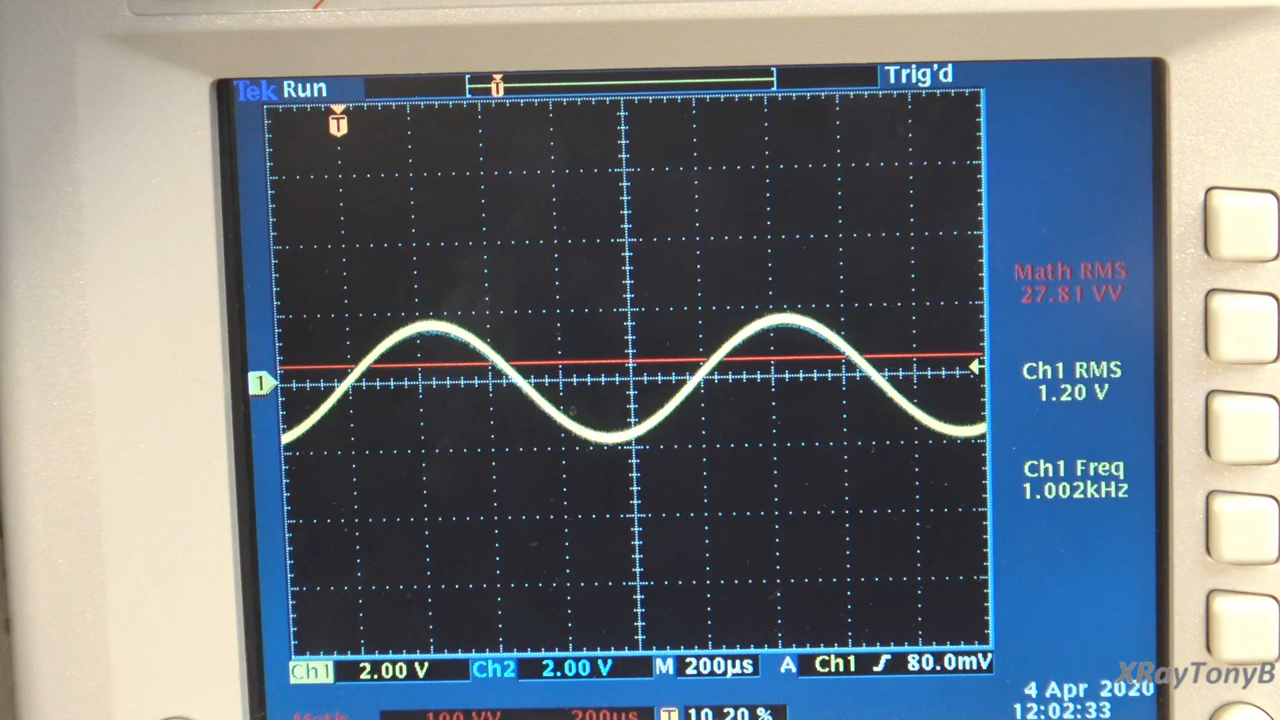 Tek Run
Trig'd
T
T
Math RMS
27.81 VV
1
Ch1 RMS
1.20 V
Ch1 Freq
1.002kHz
Ch1 2.00 V Ch2 2.00 V M 200µs A Ch1 80.0mV
XRayTonyB
4 Apr 2020
12:02:33
Math 100 VV 200µs T 10.20 %